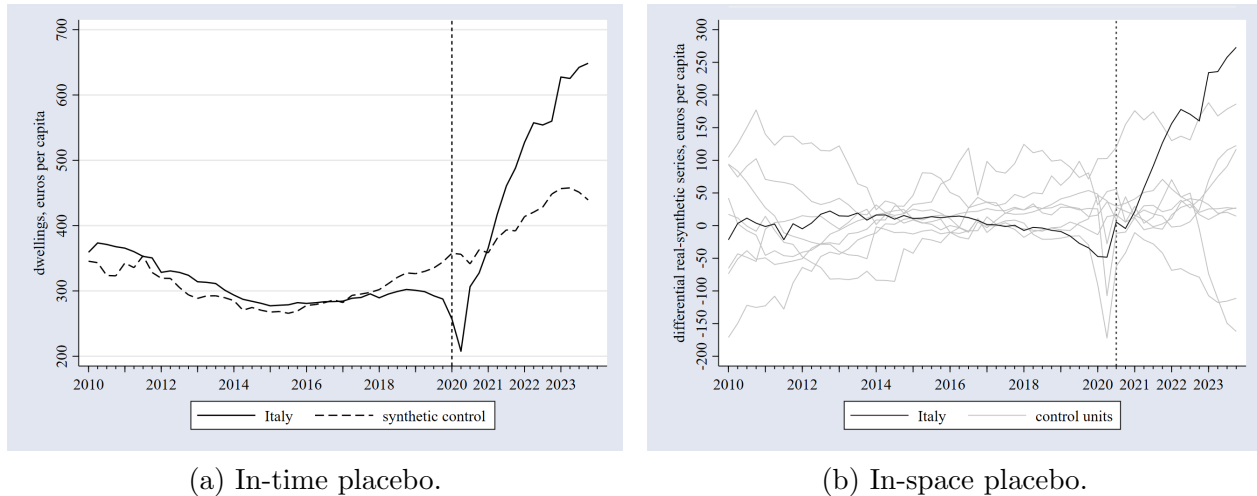 dwellings, euros per capita
700
600
500
400
300
200
2010 2012 2014 2016 2018 2020 2021 2022 2023
Italy synthetic control
(a) In-time placebo.
differential real-synthetic series, euros per capita
300
250
200
150
100
50
0
-50
-100
-150
-200
2010 2012 2014 2016 2018 2020 2021 2022 2023
Italy control units
(b) In-space placebo.